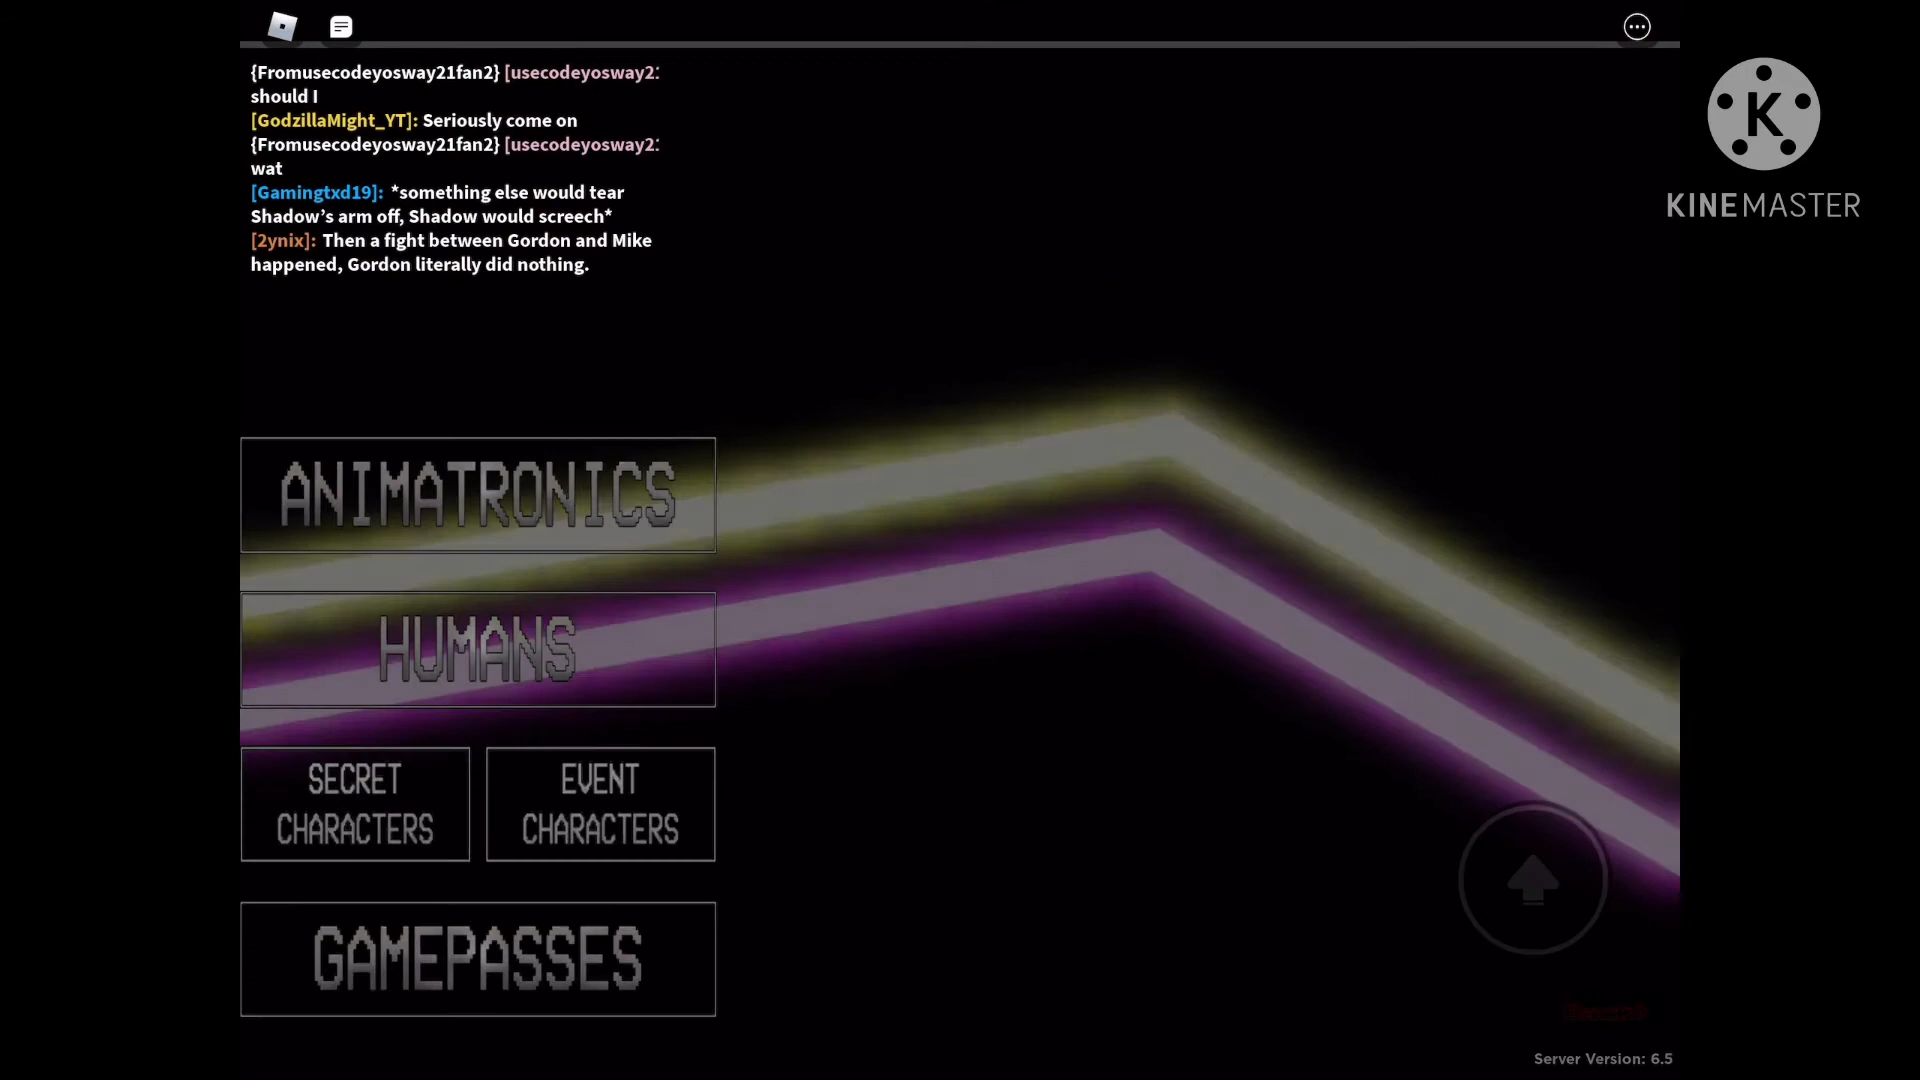 {Fromusecodeyosway21fan2} [usecodeyosway2:
should I
[GodzillaMight_YT]: Seriously come on
{Fromusecodeyosway21fan2} [usecodeyosway2:
wat
[Gamingtxd19]: *something else would tear
Shadow’s arm off, Shadow would screech*
[2ynix]: Then a fight between Gordon and Mike
happened, Gordon literally did nothing.
K
KINEMASTER
ANIMATRONICS
HUMANS
SECRET
CHARACTERS
EVENT
CHARACTERS
GAMEPASSES
Server Version: 6.5